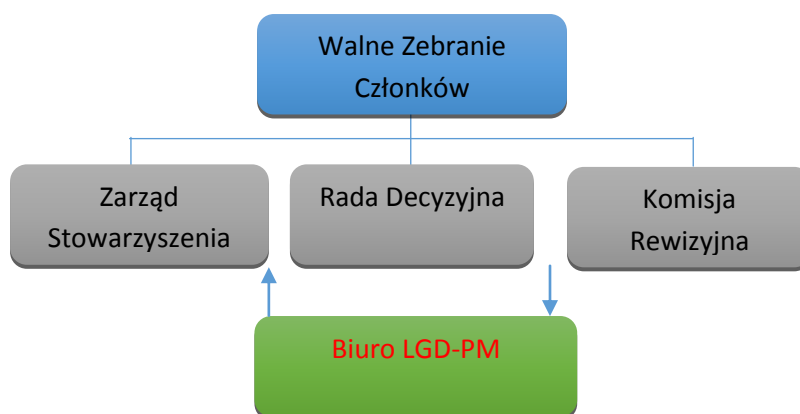 Walne Zebranie
Członków
Zarząd
Stowarzyszenia
Rada Decyzyjna
Komisja
Rewizyjna
Biuro LGD-PM